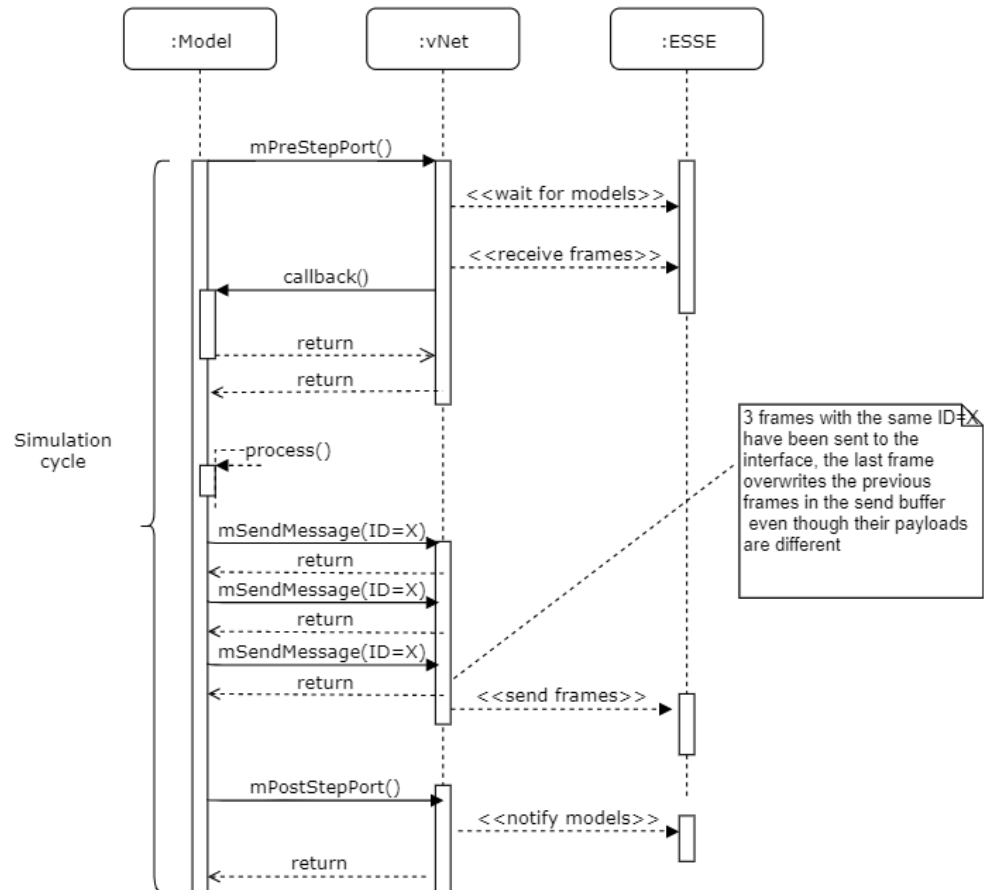 :Model
:vNet
:ESSE
mPreStepPort()
<<wait for models>>
<<receive frames>>
callback()
return
return
Simulation
cycle
process()
3 frames with the same ID=X
have been sent to the
interface, the last frame
overwrites the previous
frames in the send buffer
even though their payloads
are different
mSendMessage(ID=X)
return
mSendMessage(ID=X)
return
mSendMessage(ID=X)
return
<<send frames>>
mPostStepPort()
<<notify models>>
return